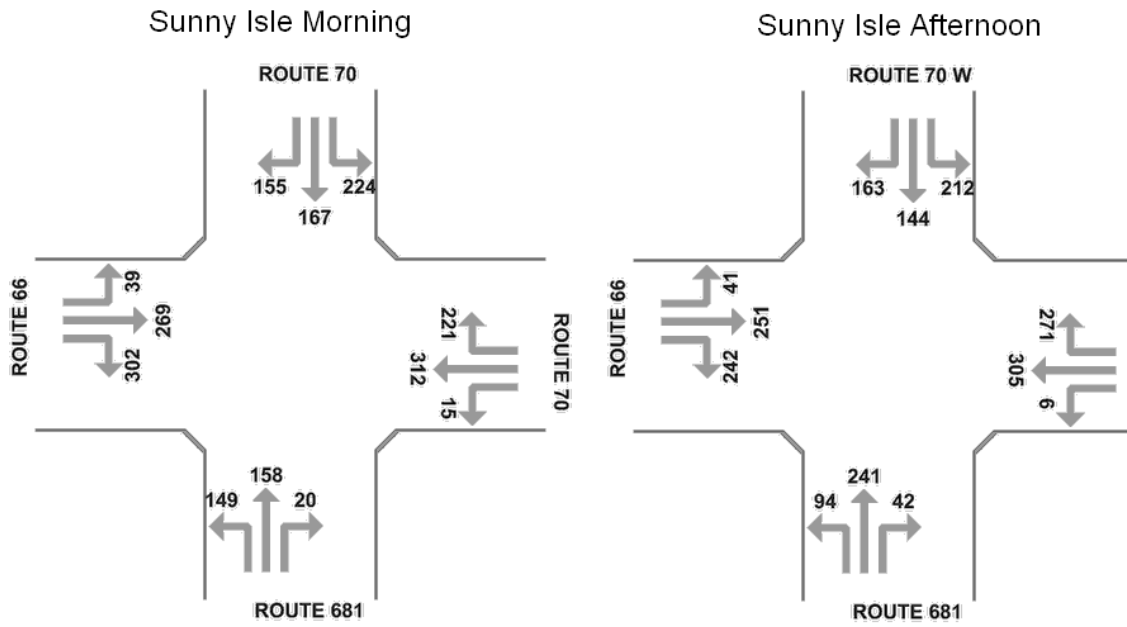 Sunny Isle Morning
ROUTE 70
155
224
167
ROUTE 66
39
269
302
221
312
15
ROUTE 70
158
149
20
ROUTE 681
Sunny Isle Afternoon
ROUTE 70 W
163
212
144
ROUTE 66
41
251
242
271
305
9
241
94
42
ROUTE 681